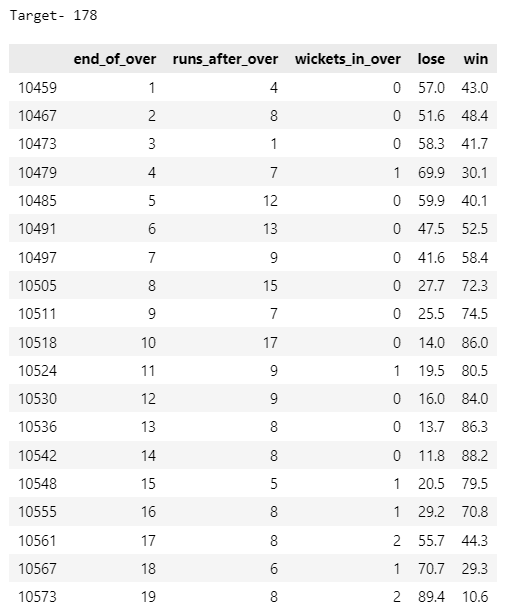 Target- 178
end_of_over runs_after_over wickets_in_over lose win
10459 1 4 0 57.0 43.0
10467 2 8 0 51.6 48.4
10473 3 1 0 58.3 41.7
10479 4 7 1 69.9 30.1
10485 5 12 0 59.9 40.1
10491 6 13 0 47.5 52.5
10497 7 9 0 41.6 58.4
10505 8 15 0 27.7 72.3
10511 9 7 0 25.5 74.5
10518 10 17 0 14.0 86.0
10524 11 9 1 19.5 80.5
10530 12 9 0 16.0 84.0
10536 13 8 0 13.7 86.3
10542 14 8 0 11.8 88.2
10548 15 5 1 20.5 79.5
10555 16 8 1 29.2 70.8
10561 17 8 2 55.7 44.3
10567 18 6 1 70.7 29.3
10573 19 8 2 89.4 10.6